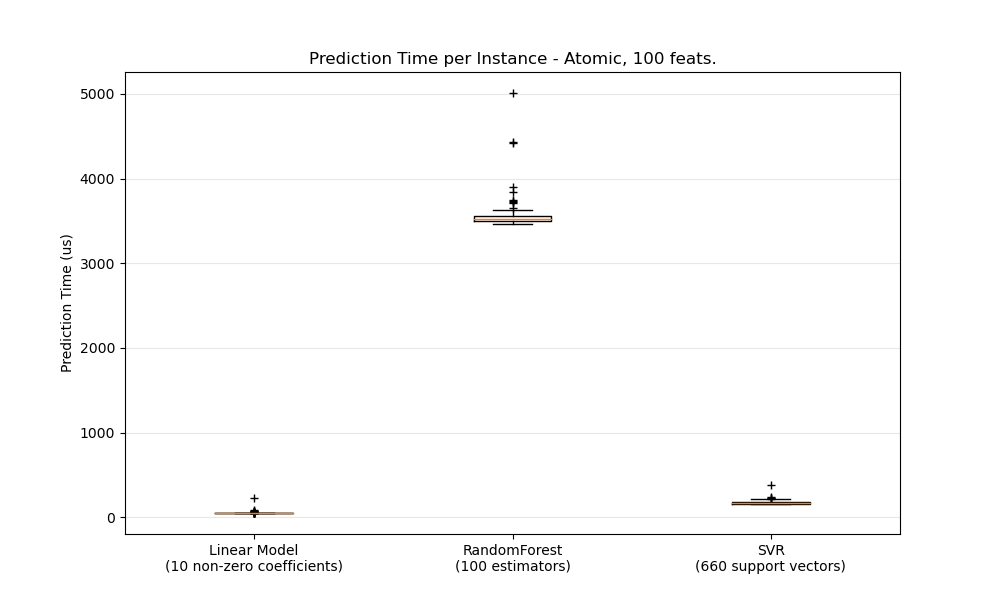 Prediction Time per Instance - Atomic, 100 feats.
Prediction Time (us)
5000
4000
3000
2000
1000
0
Linear Model
(10 non-zero coefficients)
RandomForest
(100 estimators)
SVR
(660 support vectors)